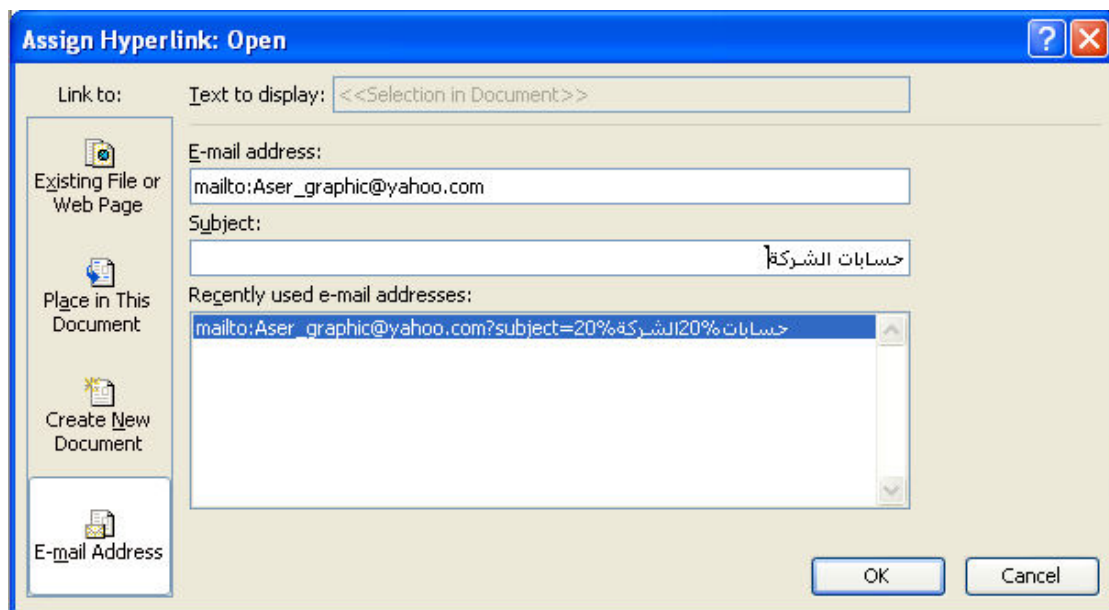 Assign Hyperlink: Open
Link to:
Text to display: <<Selection in Document>>
Existing File or
Web Page
Place in This
Document
Create New
Document
E-mail Address
E-mail address:
mailto:Aser_graphic@yahoo.com
Subject:
حسابات الشركة
Recently used e-mail addresses:
mailto:Aser_graphic@yahoo.com?subject=20%حسابات%20الشركة
OK
Cancel